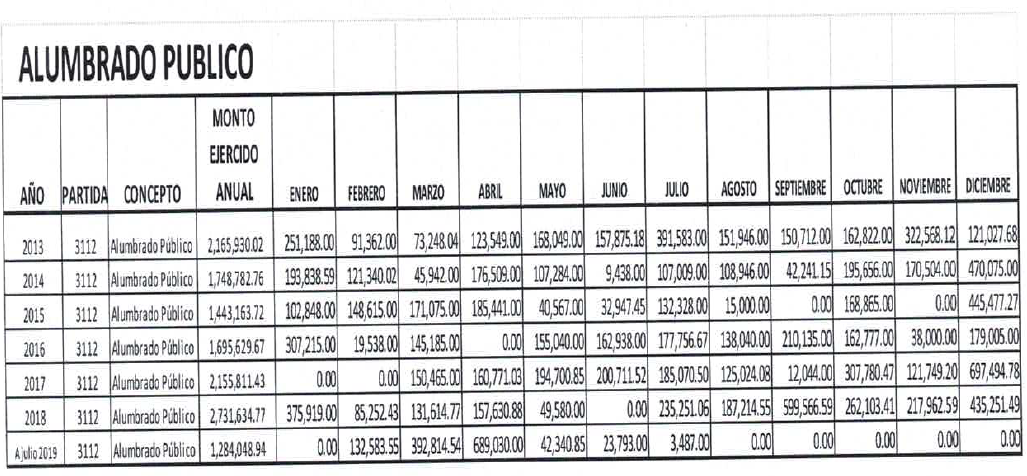 ALUMBRADO PUBLICO
AÑO PARTIDA CONCEPTO MONTO EJERCIDO ANUAL ENERO FEBRERO MARZO ABRIL MAYO JUNIO JULIO AGOSTO SEPTIEMBRE OCTUBRE NOVIEMBRE DICIEMBRE
2013 3112 Alumbrado Público 2,165,930.02 251,188.00 91,362.00 73,248.04 123,549.00 168,049.00 157,875.18 391,583.00 151,946.00 150,712.00 162,822.00 322,568.12 121,027.68
2014 3112 Alumbrado Público 1,748,782.76 193,838.59 121,340.02 45,942.00 176,509.00 107,284.00 9,438.00 107,009.00 108,946.00 42,241.15 195,656.00 170,504.00 470,075.00
2015 3112 Alumbrado Público 1,443,163.72 102,848.00 148,615.00 171,075.00 185,441.00 40,567.00 32,947.45 132,328.00 15,000.00 0.00 168,865.00 0.00 445,477.27
2016 3112 Alumbrado Público 1,695,629.67 307,215.00 19,538.00 145,185.00 0.00 155,040.00 162,938.00 177,756.67 138,040.00 210,135.00 162,777.00 38,000.00 179,005.00
2017 3112 Alumbrado Público 2,155,811.43 0.00 0.00 150,465.00 160,771.03 194,700.85 200,711.52 185,070.50 125,024.08 12,044.00 307,780.47 121,749.20 697,494.78
2018 3112 Alumbrado Público 2,731,634.77 375,919.00 85,252.43 131,614.77 157,630.88 49,580.00 0.00 235,251.06 187,214.55 599,566.59 262,103.41 217,962.59 435,251.49
A julio 2019 3112 Alumbrado Público 1,284,048.94 0.00 132,583.55 392,814.54 689,030.00 42,340.85 23,793.00 3,487.00 0.00 0.00 0.00 0.00 0.00